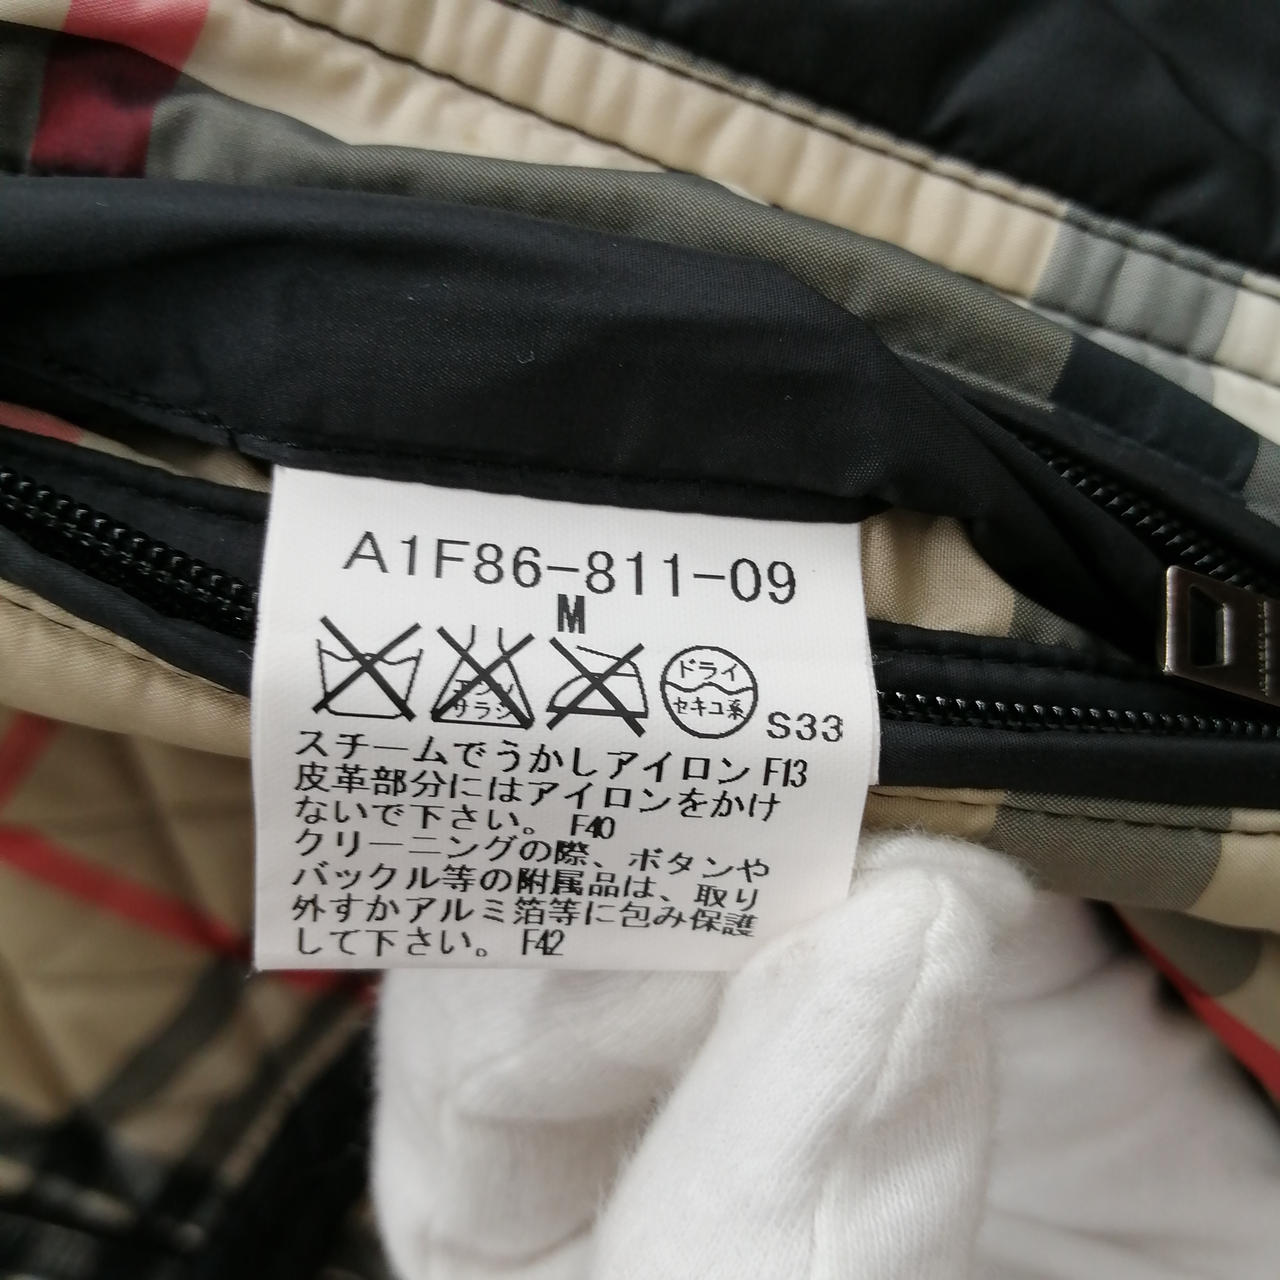 A1F86-811-09
M
エンソ
サラシ
ドライ
セキユ系
S33
スチームでうかしアイロン F13
皮革部分にはアイロンをかけ
ないで下さい。 F40
クリーニングの際、ボタンや
バックル等の附属品は、取り
外すかアルミ箔等に包み保護
して下さい。 F42